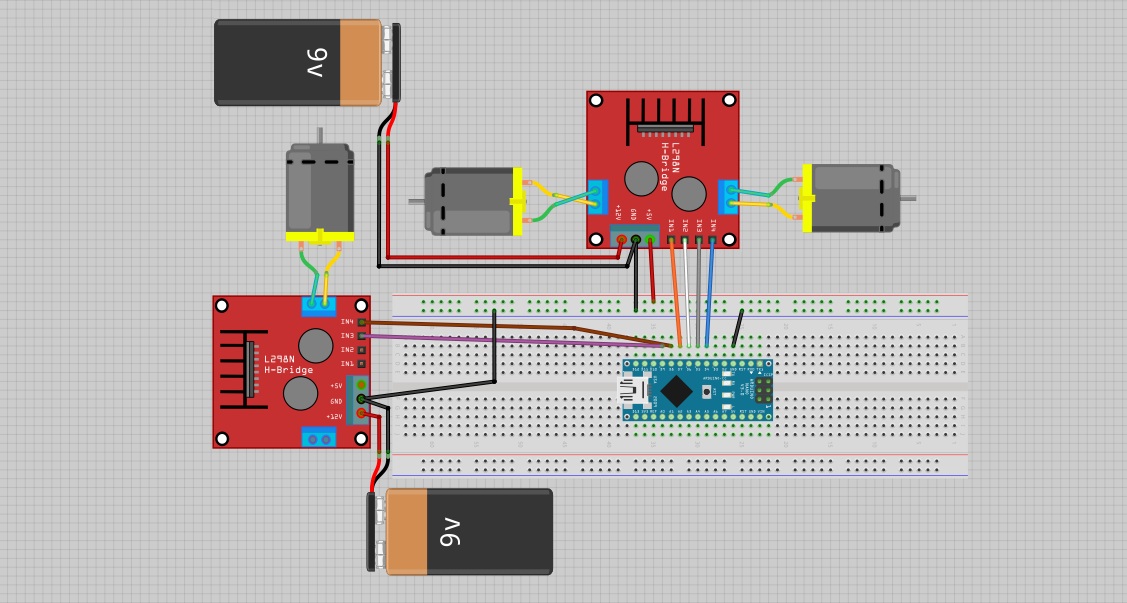 9v
L298N
H-Bridge
+12V
GND
+5V
IN1
IN2
IN3
IN4
IN4
IN3
IN2
IN1
L298N
H-Bridge
+5V
GND
+12V
9v